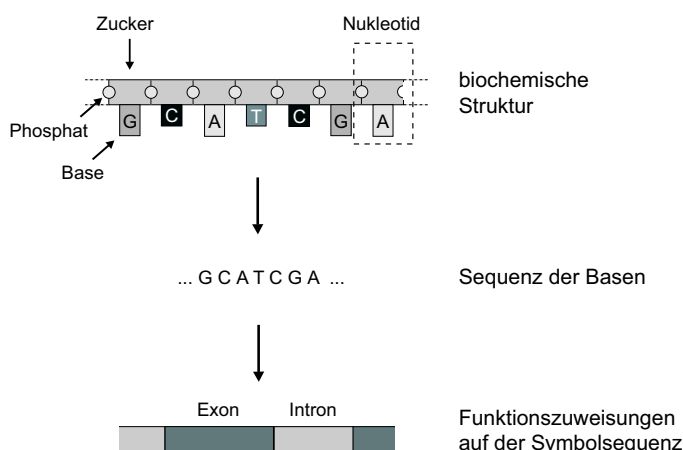 Zucker
Nukleotid
biochemische
Struktur
Phosphat
G C A T C G A
Base
... G C A T C G A ...
Sequenz der Basen
Exon
Intron
Funktionszuweisungen
auf der Symbolsequenz